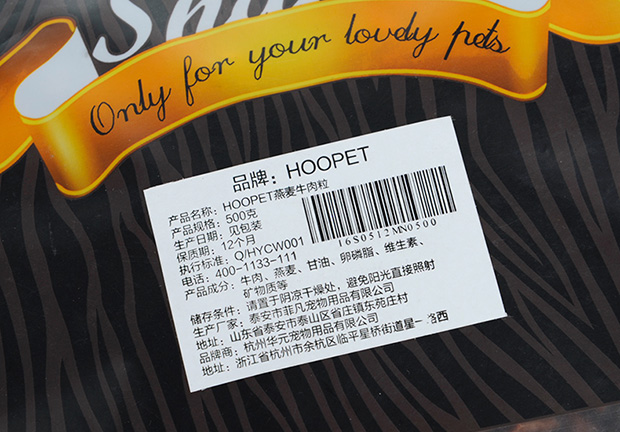 Only for your lovely pets
品牌：HOOPET
产品名称：HOOPET燕麦牛肉粒
产品规格：500克
生产日期：见包装
保质期：12个月
执行标准：Q/HYCW001
电话：400-1133-111
16S0512MN0500
产品成分：牛肉、燕麦、甘油、卵磷脂、维生素、
矿物质等
储存条件：请置于阴凉干燥处，避免阳光直接照射
生产厂家：泰安市菲凡宠物用品有限公司
地址：山东省泰安市泰山区省庄镇东苑庄村
品牌商：杭州华元宠物用品有限公司
地址：浙江省杭州市余杭区临平星桥街道星一路西